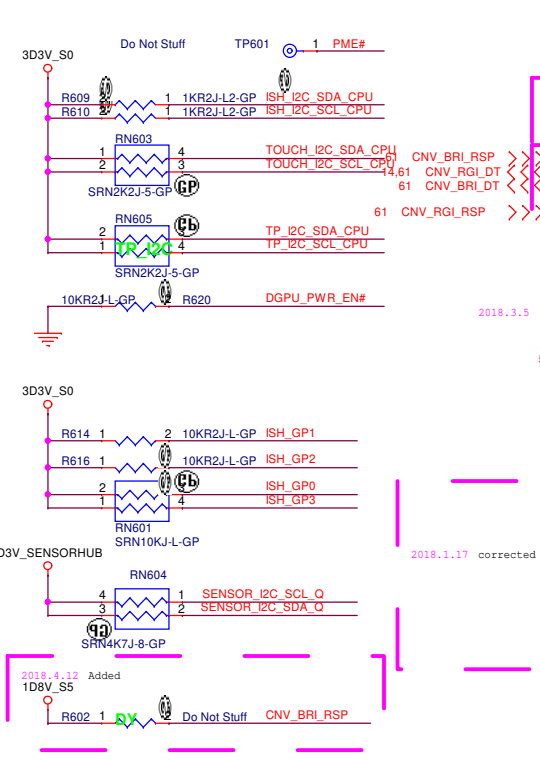 Do Not Stuff TP601 1 PME#
3D3V_S0
R609 1 1KR2J-L2-GP ISH_I2C_SDA_CPU
R610 1 1KR2J-L2-GP ISH_I2C_SCL_CPU
RN603
1 4 TOUCH_I2C_SDA_CPU
2 3 TOUCH_I2C_SCL_CPU
SRN2K2J-5-GP GP
61 CNV_BRI_RSP
14,61 CNV_RGI_DT
61 CNV_BRI_DT
61 CNV_RGI_RSP
RN605
2 3 TP_I2C_SDA_CPU
1 TP_I2C 4 TP_I2C_SCL_CPU
SRN2K2J-5-GP
10KR2J-L-GP 1 2 R620 DGPU_PWR_EN#
2018.3.5
3D3V_S0
R614 1 2 10KR2J-L-GP ISH_GP1
R616 1 10KR2J-L-GP ISH_GP2
2 ISH_GP0
1 4 ISH_GP3
RN601
SRN10KJ-L-GP
2018.1.17 corrected
D3V_SENSORHUB
RN604
4 1 SENSOR_I2C_SCL_Q
3 2 SENSOR_I2C_SDA_Q
SRN4K7J-8-GP
2018.4.12 Added
1D8V_S5
R602 1 DY 2 Do Not Stuff CNV_BRI_RSP